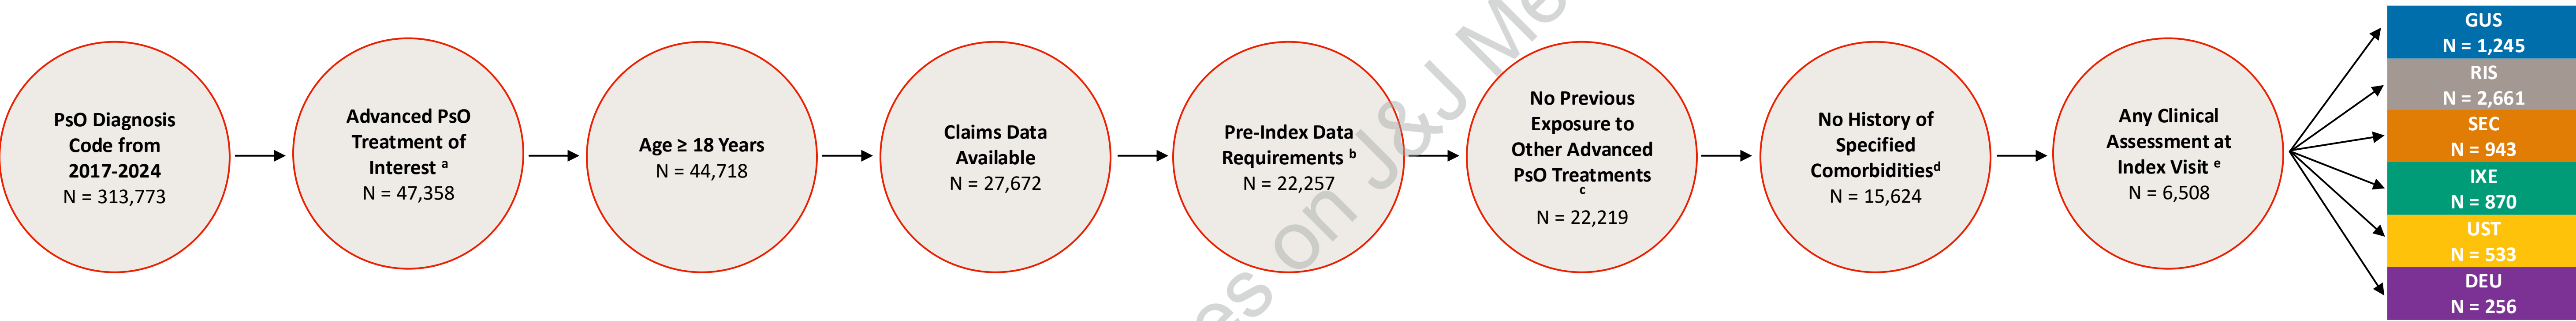 PsO Diagnosis
Code from
2017-2024
N = 313,773
Advanced PsO
Treatment of
Interest a
N = 47,358
Age ≥ 18 Years
N = 44,718
Claims Data
Available
N = 27,672
Pre-Index Data
Requirements b
N = 22,257
No Previous
Exposure to
Other Advanced
PsO Treatments
c
N = 22,219
No History of
Specified
Comorbiditiesd
N = 15,624
Any Clinical
Assessment at
Index Visit e
N = 6,508
GUS
N = 1,245
RIS
N = 2,661
SEC
N = 943
IXE
N = 870
UST
N = 533
DEU
N = 256
on J&J